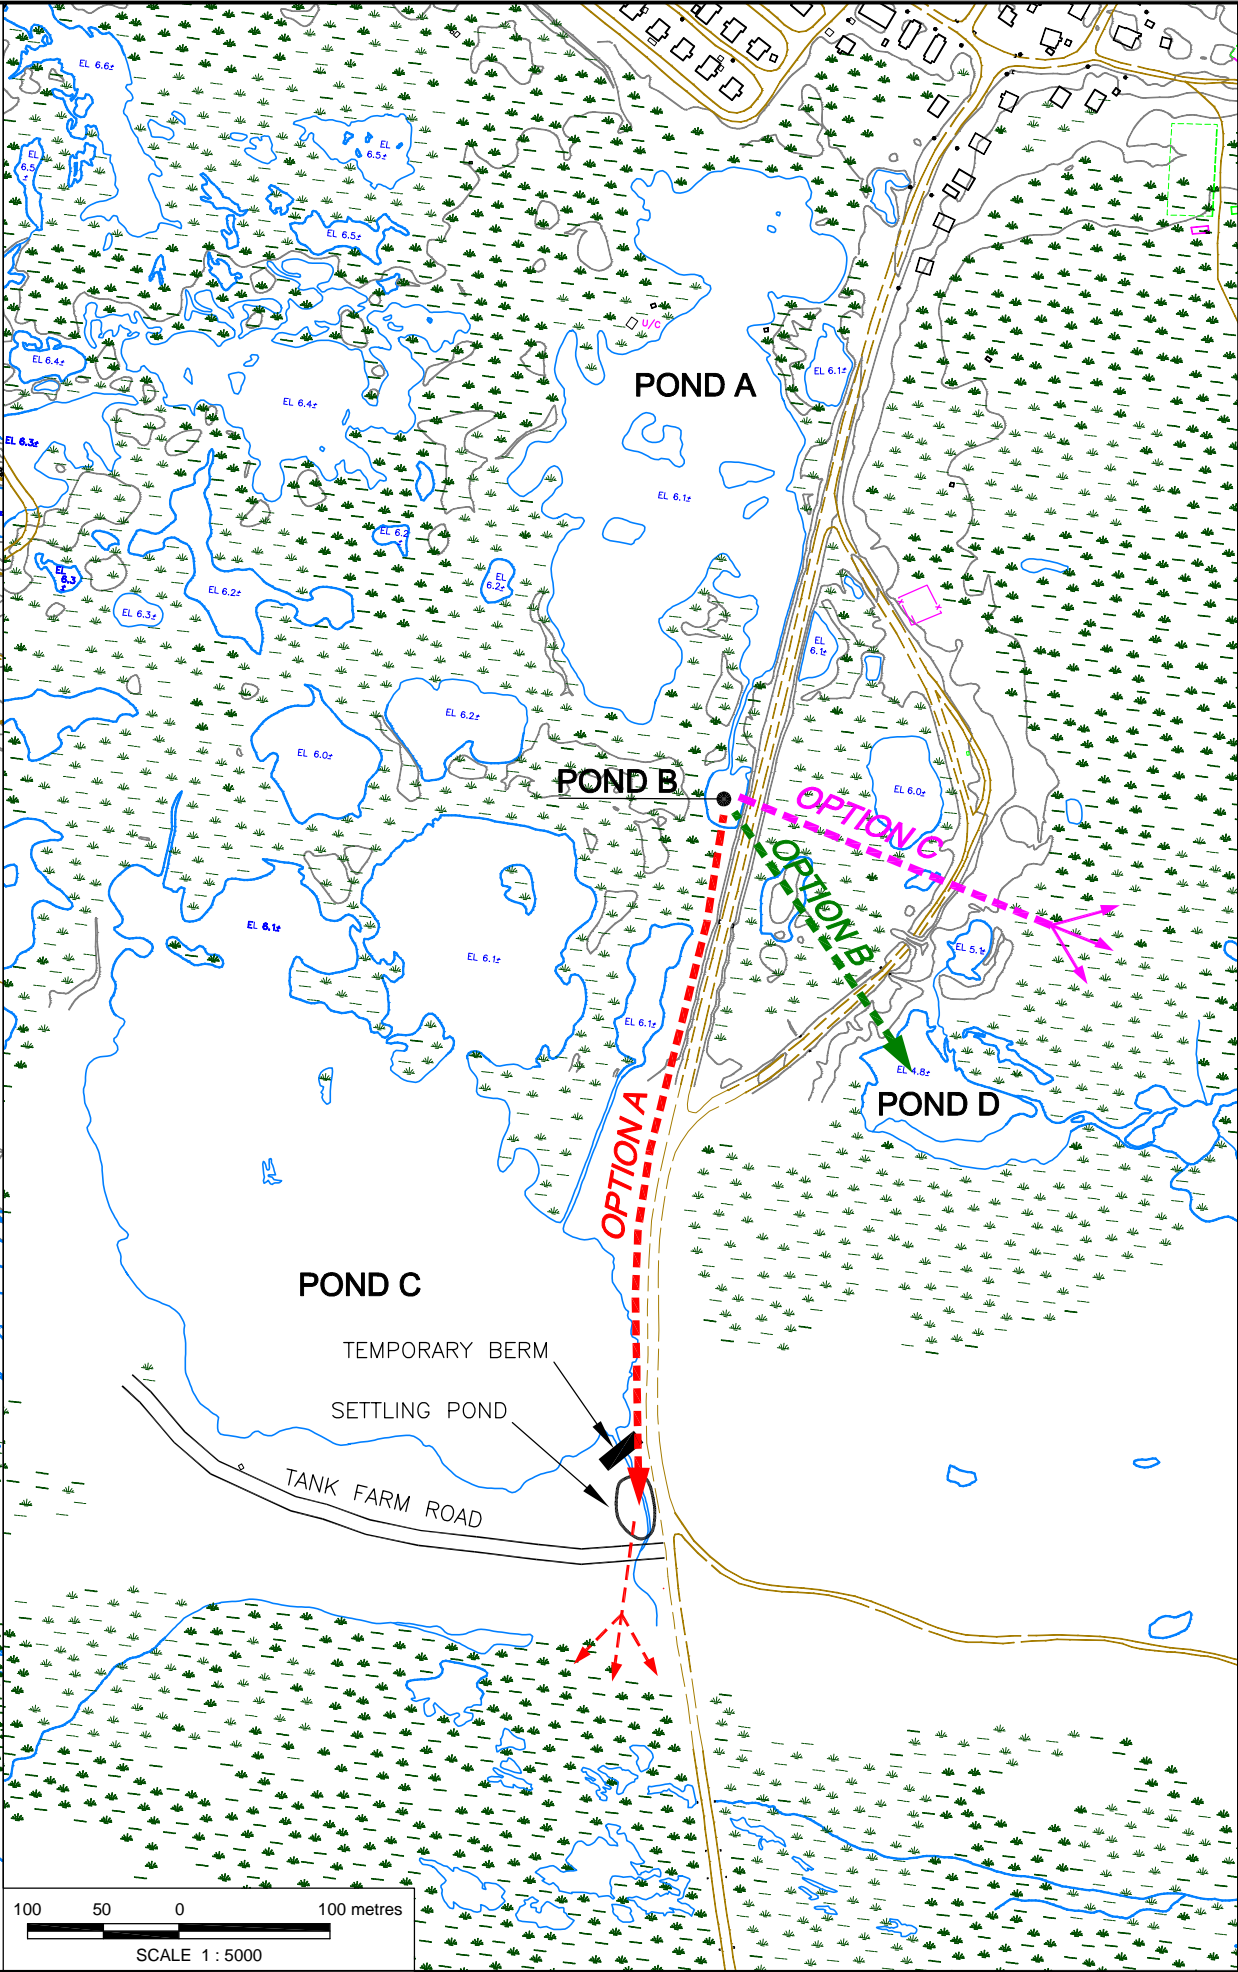 EL 6.6±
EL
6.5±
EL
6.5
±
EL 6.5±
U/C
EL 6.4±
EL 6.1±
POND A
EL 6.4±
EL 6.3±
EL 6.1±
EL 6.2
±
EL
6.3
±
EL
6.2±
EL 6.2±
EL 6.3±
EL
6.1±
EL 6.2±
EL 6.0±
POND B
EL 6.0±
OPTION C
OPTION B
EL 6.1±
EL 6.1±
EL 5.1±
EL 6.1±
EL 4.8±
POND D
OPTION A
POND C
TEMPORARY BERM
SETTLING POND
TANK FARM ROAD
100 50 0 100 metres
SCALE 1 : 5000